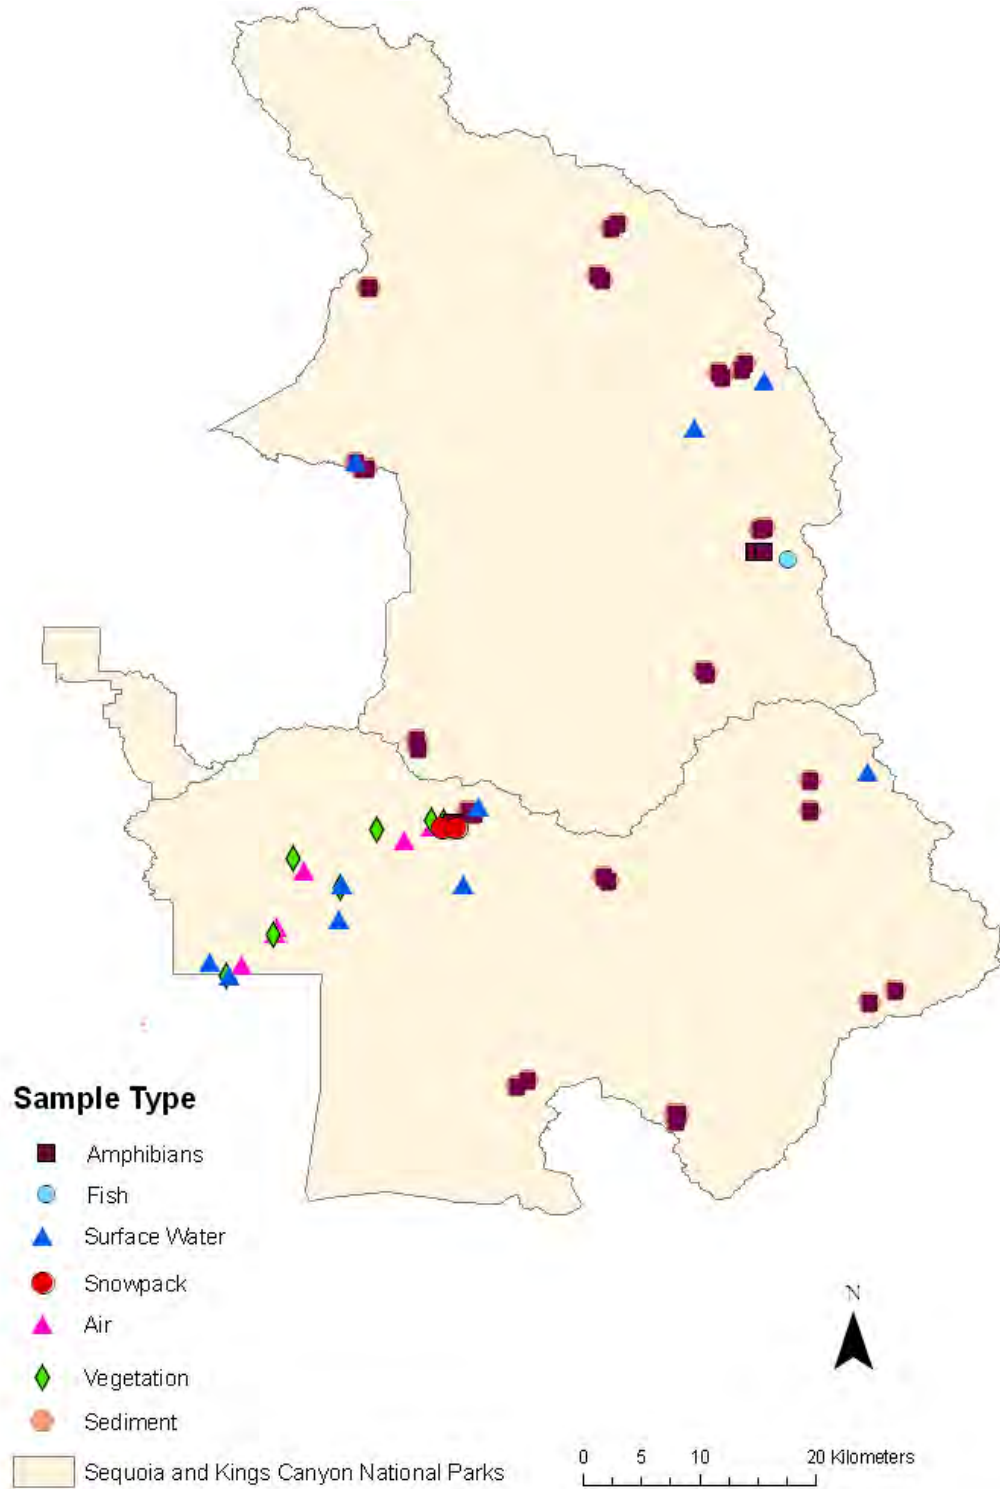 Sample Type
Amphibians
Fish
Surface Water
Snowpack
Air
Vegetation
Sediment
Sequoia and Kings Canyon National Parks
N
0 5 10 20 Kilometers